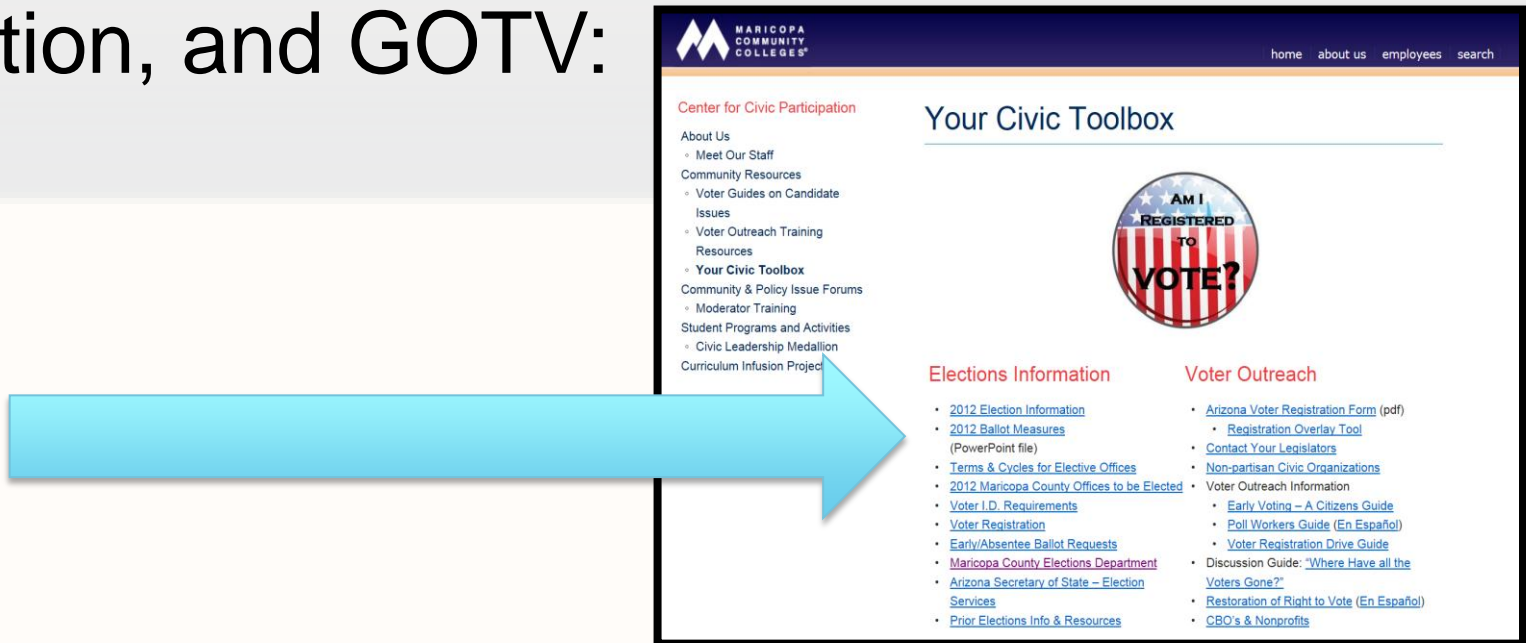 tion, and GOTV:
MARICOPA
COMMUNITY
COLLEGES®
home about us employees search
Center for Civic Participation
About Us
◦ Meet Our Staff
Community Resources
◦ Voter Guides on Candidate
Issues
◦ Voter Outreach Training
Resources
◦ Your Civic Toolbox
Community & Policy Issue Forums
◦ Moderator Training
Student Programs and Activities
◦ Civic Leadership Medallion
Curriculum Infusion Project
Your Civic Toolbox
AM I
REGISTERED
TO
VOTE?
Elections Information
• 2012 Election Information
• 2012 Ballot Measures
(PowerPoint file)
• Terms & Cycles for Elective Offices
• 2012 Maricopa County Offices to be Elected
• Voter I.D. Requirements
• Voter Registration
• Early/Absentee Ballot Requests
• Maricopa County Elections Department
• Arizona Secretary of State – Election
Services
• Prior Elections Info & Resources
Voter Outreach
• Arizona Voter Registration Form (pdf)
• Registration Overlay Tool
• Contact Your Legislators
• Non-partisan Civic Organizations
• Voter Outreach Information
• Early Voting – A Citizens Guide
• Poll Workers Guide (En Español)
• Voter Registration Drive Guide
• Discussion Guide: "Where Have all the
Voters Gone?"
• Restoration of Right to Vote (En Español)
• CBO's & Nonprofits